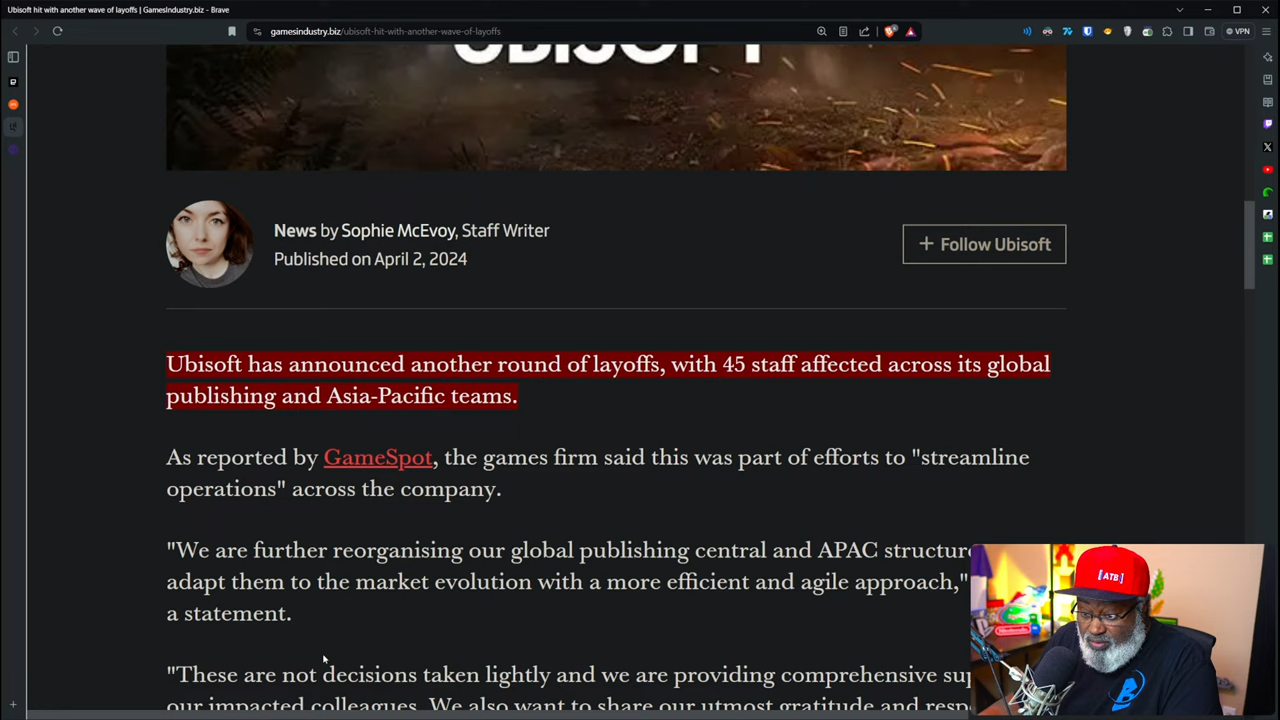 Ubisoft hit with another wave of layoffs | GamesIndustry.biz - Brave
gamesindustry.biz/ubisoft-hit-with-another-wave-of-layoffs
VPN
UBISOFT
News by Sophie McEvoy, Staff Writer
Published on April 2, 2024
+ Follow Ubisoft
Ubisoft has announced another round of layoffs, with 45 staff affected across its global
publishing and Asia-Pacific teams.
As reported by GameSpot, the games firm said this was part of efforts to "streamline
operations" across the company.
"We are further reorganising our global publishing central and APAC structure
adapt them to the market evolution with a more efficient and agile approach,"
a statement.
"These are not decisions taken lightly and we are providing comprehensive
our impacted colleagues. We also want to share our utmost gratitude and
[ATB]
Nintendo